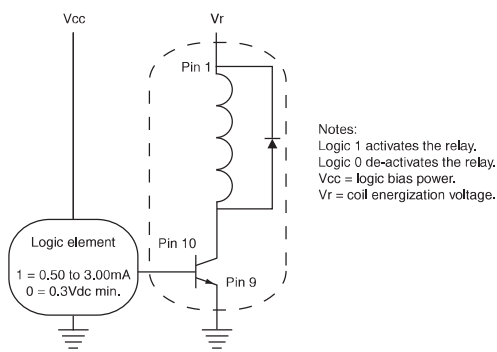 Vcc
Vr
Pin 1
Notes:
Logic 1 activates the relay.
Logic 0 de-activates the relay.
Vcc = logic bias power.
Vr = coil energization voltage.
Logic element
1 = 0.50 to 3.00mA
0 = 0.3Vdc min.
Pin 10
Pin 9